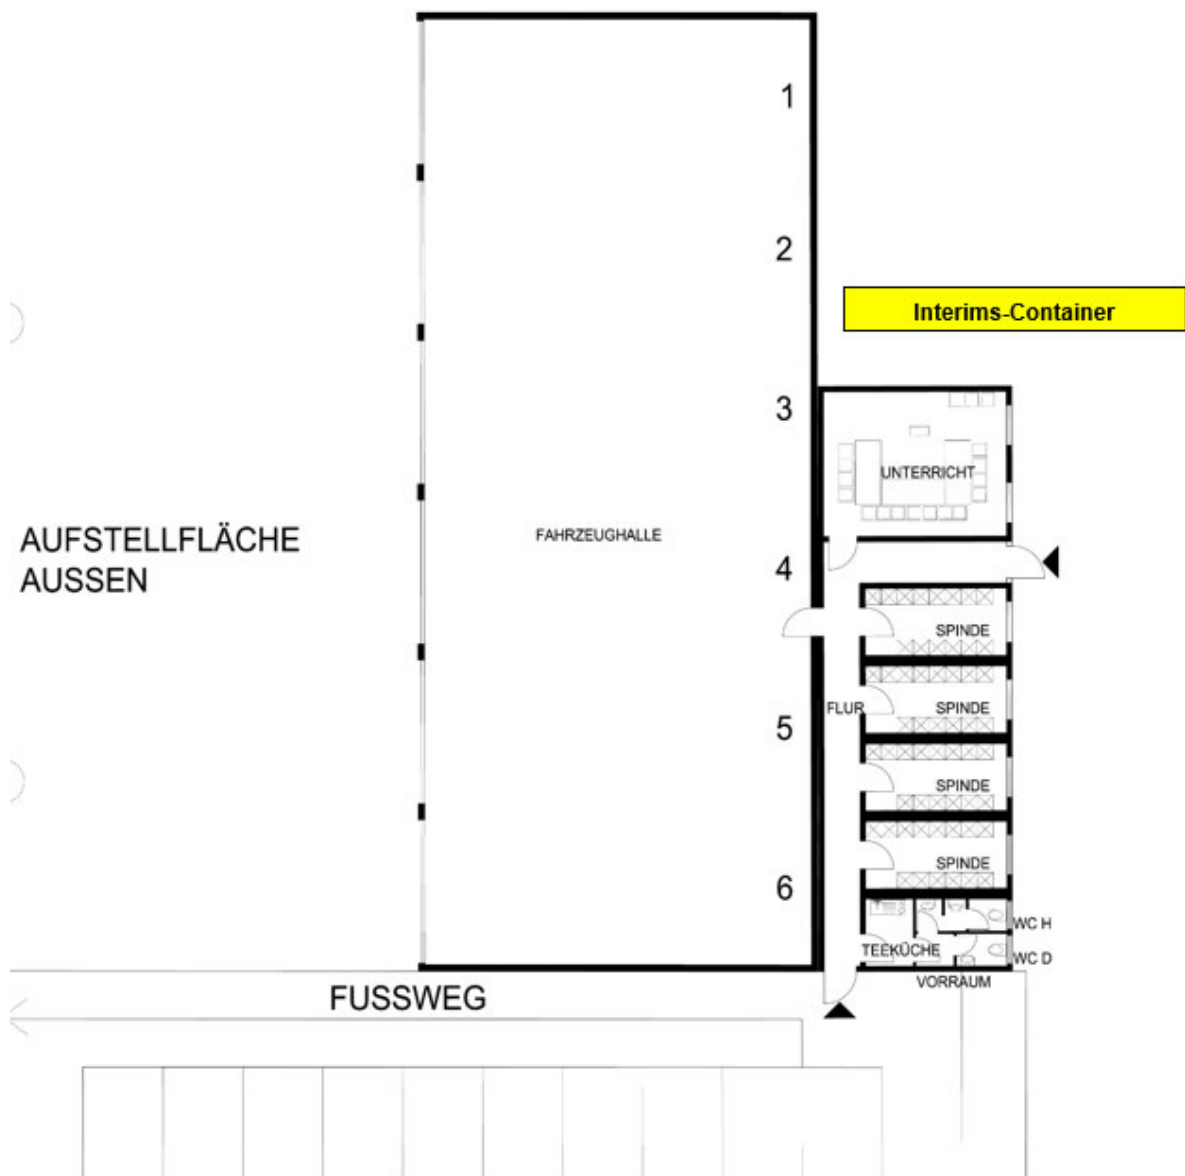 1
2
Interims-Container
3
UNTERRICHT
AUFSTELLFLÄCHE
AUSSEN
FAHRZEUGHALLE
4
SPINDE
FLUR
SPINDE
5
SPINDE
SPINDE
6
WC H
TEEKÜCHE
WC D
VORRAUM
FUSSWEG